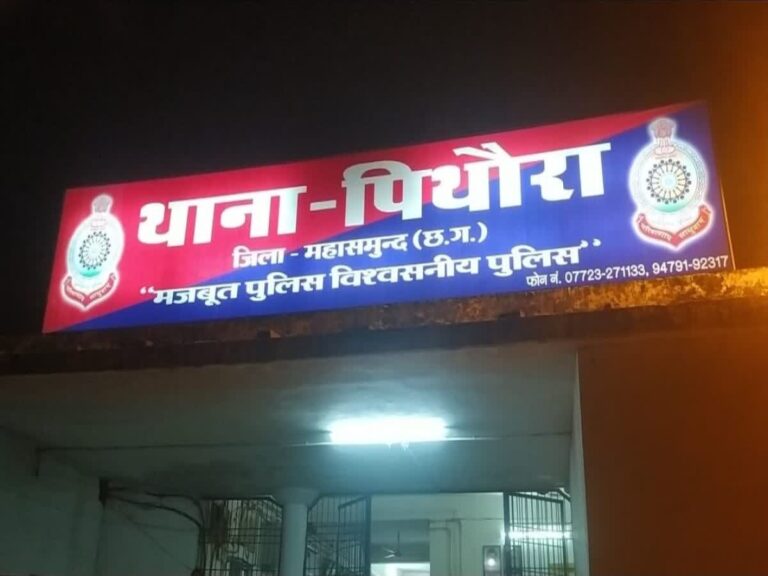 थाना-पिथौरा
जिला - महासमुन्द (छ.ग.)
“मजबूत पुलिस विश्वसनीय पुलिस”
फोन नं. 07723-271133, 94791-92317